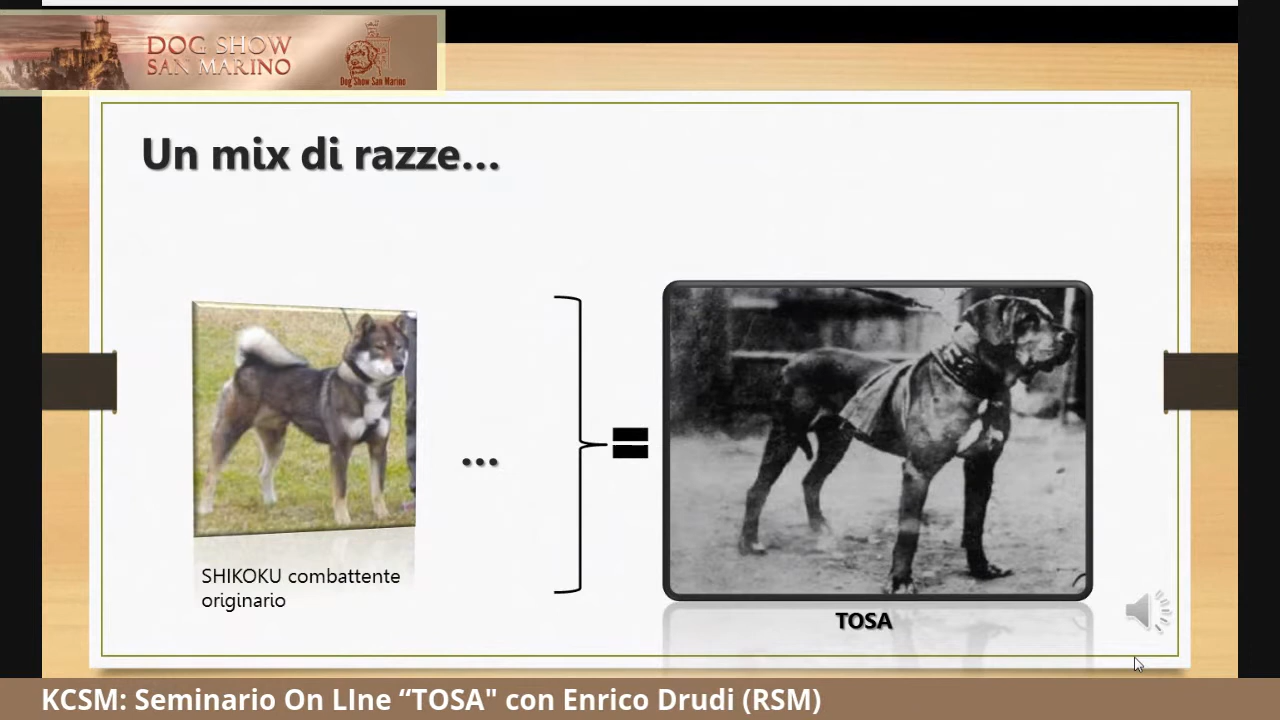 DOG SHOW
SAN MARINO
Dog Show San Marino
Un mix di razze...
...
=
SHIKOKU combattente
originario
TOSA
KCSM: Seminario On LIne “TOSA" con Enrico Drudi (RSM)